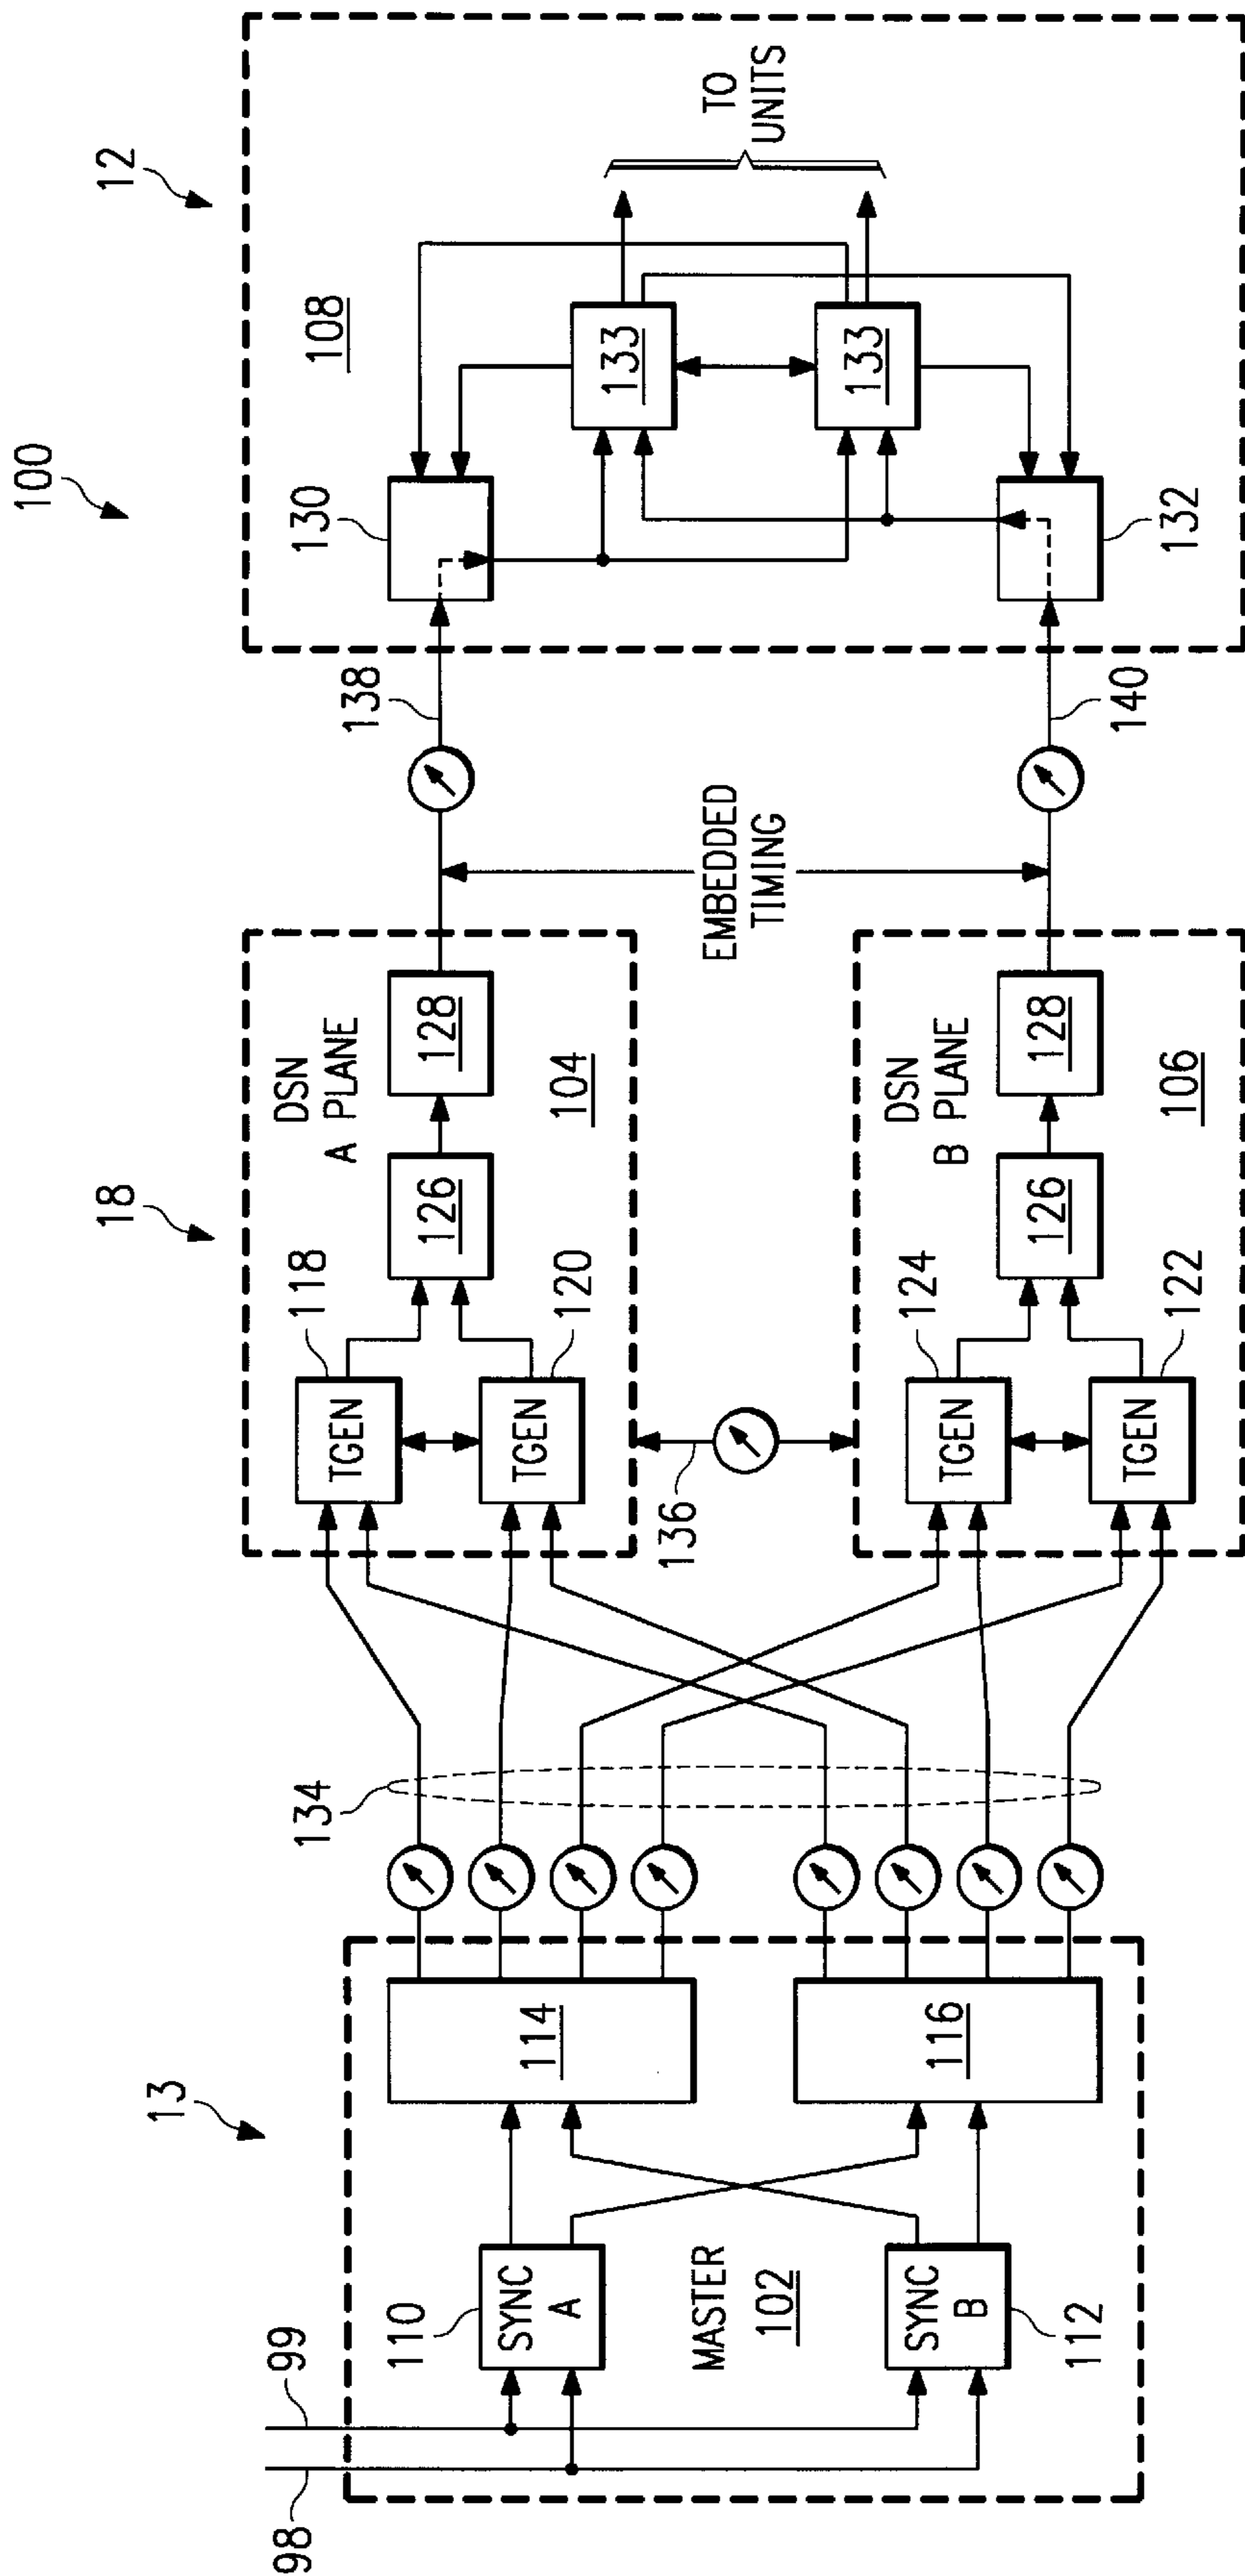 100
13
18
12
98
99
110
SYNC
A
MASTER
102
SYNC
B
112
114
116
134
118
TGEN
TGEN
120
DSN
A PLANE
126
128
104
136
124
TGEN
TGEN
122
DSN
B PLANE
126
128
106
EMBEDDED
TIMING
138
140
130
108
133
133
132
TO
UNITS